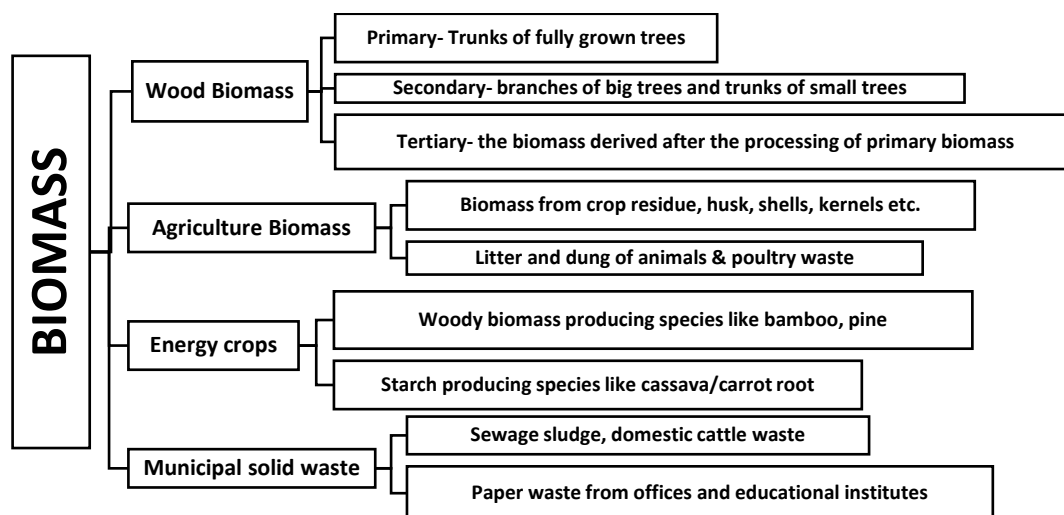 BIOMASS
Wood Biomass
Primary- Trunks of fully grown trees
Secondary- branches of big trees and trunks of small trees
Tertiary- the biomass derived after the processing of primary biomass
Agriculture Biomass
Biomass from crop residue, husk, shells, kernels etc.
Litter and dung of animals & poultry waste
Energy crops
Woody biomass producing species like bamboo, pine
Starch producing species like cassava/carrot root
Municipal solid waste
Sewage sludge, domestic cattle waste
Paper waste from offices and educational institutes